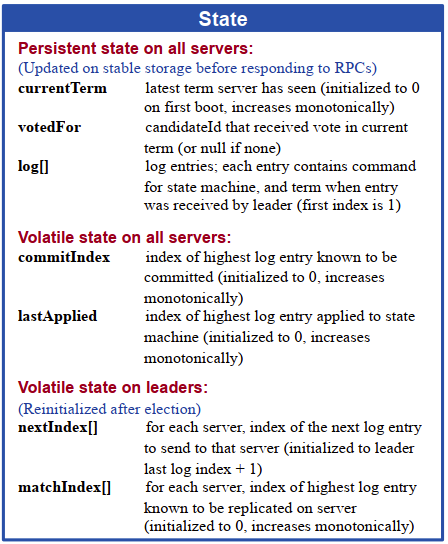 State
Persistent state on all servers:
(Updated on stable storage before responding to RPCs)
currentTerm latest term server has seen (initialized to 0
on first boot, increases monotonically)
votedFor candidateId that received vote in current
term (or null if none)
log[] log entries; each entry contains command
for state machine, and term when entry
was received by leader (first index is 1)
Volatile state on all servers:
commitIndex index of highest log entry known to be
committed (initialized to 0, increases
monotonically)
lastApplied index of highest log entry applied to state
machine (initialized to 0, increases
monotonically)
Volatile state on leaders:
(Reinitialized after election)
nextIndex[] for each server, index of the next log entry
to send to that server (initialized to leader
last log index + 1)
matchIndex[] for each server, index of highest log entry
known to be replicated on server
(initialized to 0, increases monotonically)